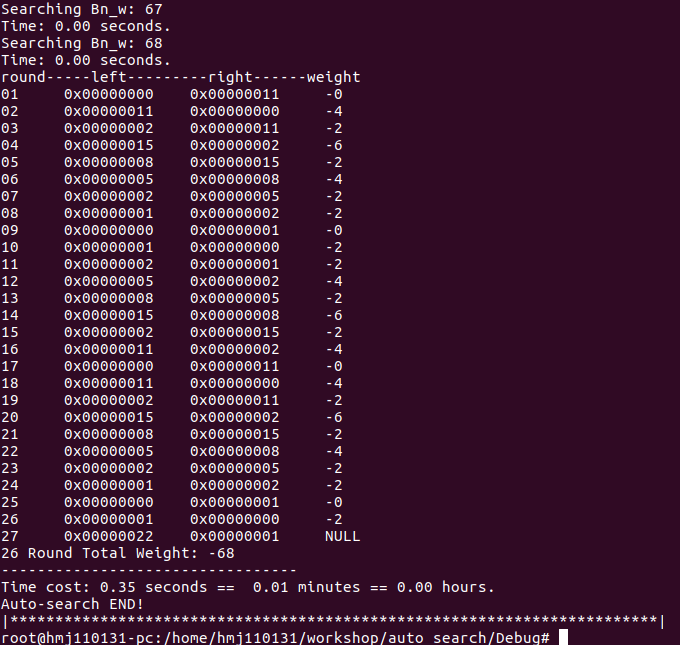 Searching Bn_w: 67
Time: 0.00 seconds.
Searching Bn_w: 68
Time: 0.00 seconds.
round-----left---------right------weight
01     0x00000000    0x00000011     -0
02     0x00000011    0x00000000     -4
03     0x00000002    0x00000011     -2
04     0x00000015    0x00000002     -6
05     0x00000008    0x00000015     -2
06     0x00000005    0x00000008     -4
07     0x00000002    0x00000005     -2
08     0x00000001    0x00000002     -2
09     0x00000000    0x00000001     -0
10     0x00000001    0x00000000     -2
11     0x00000002    0x00000001     -2
12     0x00000005    0x00000002     -4
13     0x00000008    0x00000005     -2
14     0x00000015    0x00000008     -6
15     0x00000002    0x00000015     -2
16     0x00000011    0x00000002     -4
17     0x00000000    0x00000011     -0
18     0x00000011    0x00000000     -4
19     0x00000002    0x00000011     -2
20     0x00000015    0x00000002     -6
21     0x00000008    0x00000015     -2
22     0x00000005    0x00000008     -4
23     0x00000002    0x00000005     -2
24     0x00000001    0x00000002     -2
25     0x00000000    0x00000001     -0
26     0x00000001    0x00000000     -2
27     0x00000022    0x00000001     NULL
26 Round Total Weight: -68
---------------------------------
Time cost: 0.35 seconds ==  0.01 minutes == 0.00 hours.
Auto-search END!
|************************************************************************|
root@hmj110131-pc:/home/hmj110131/workshop/auto_search/Debug#